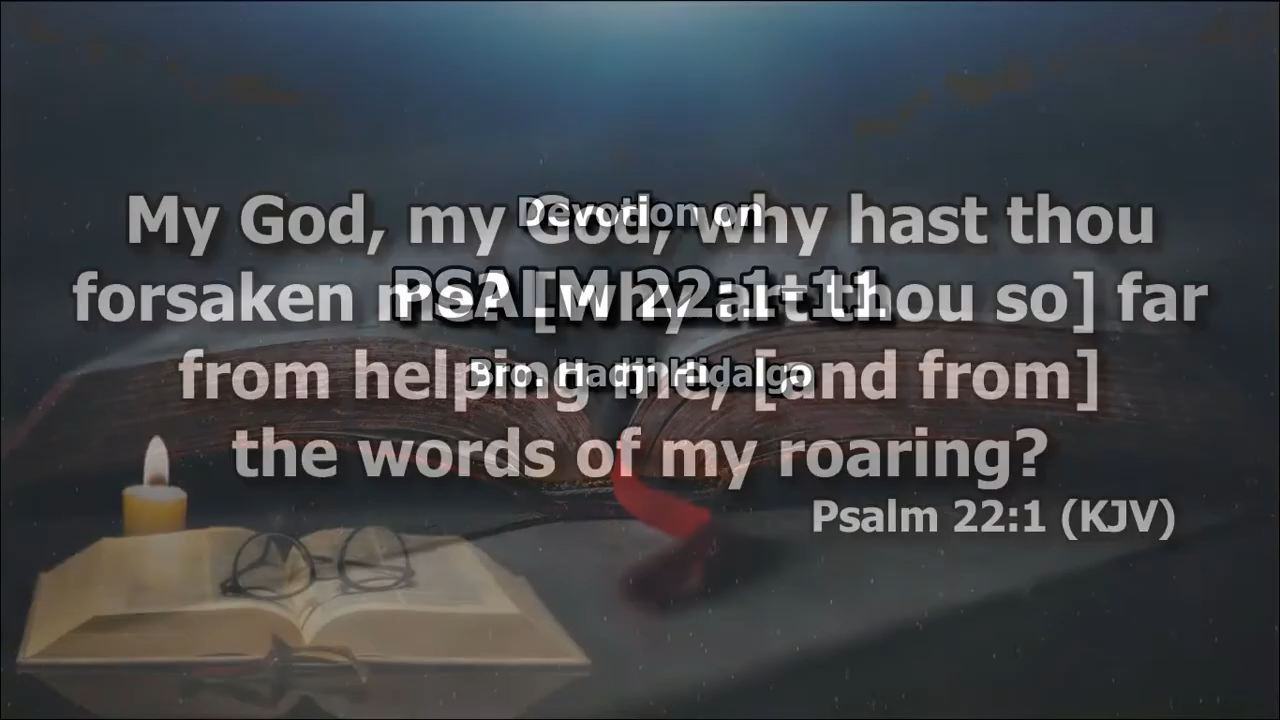 Devotion on
PSALM 22:1-11
Bro. Hadji Hidalgo
My God, my God, why hast thou
forsaken me? [Why art thou so] far
from helping me, [and from]
the words of my roaring?
Psalm 22:1 (KJV)